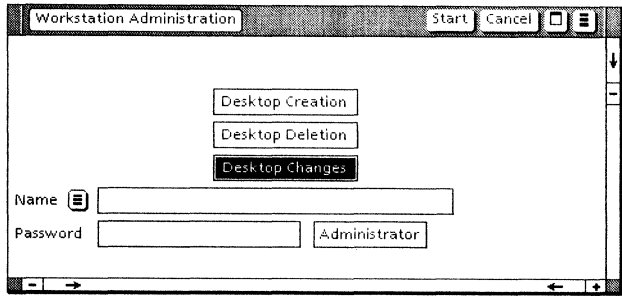 Workstation Administration Start Cancel
Desktop Creation
Desktop Deletion
Desktop Changes
Name
Password Administrator